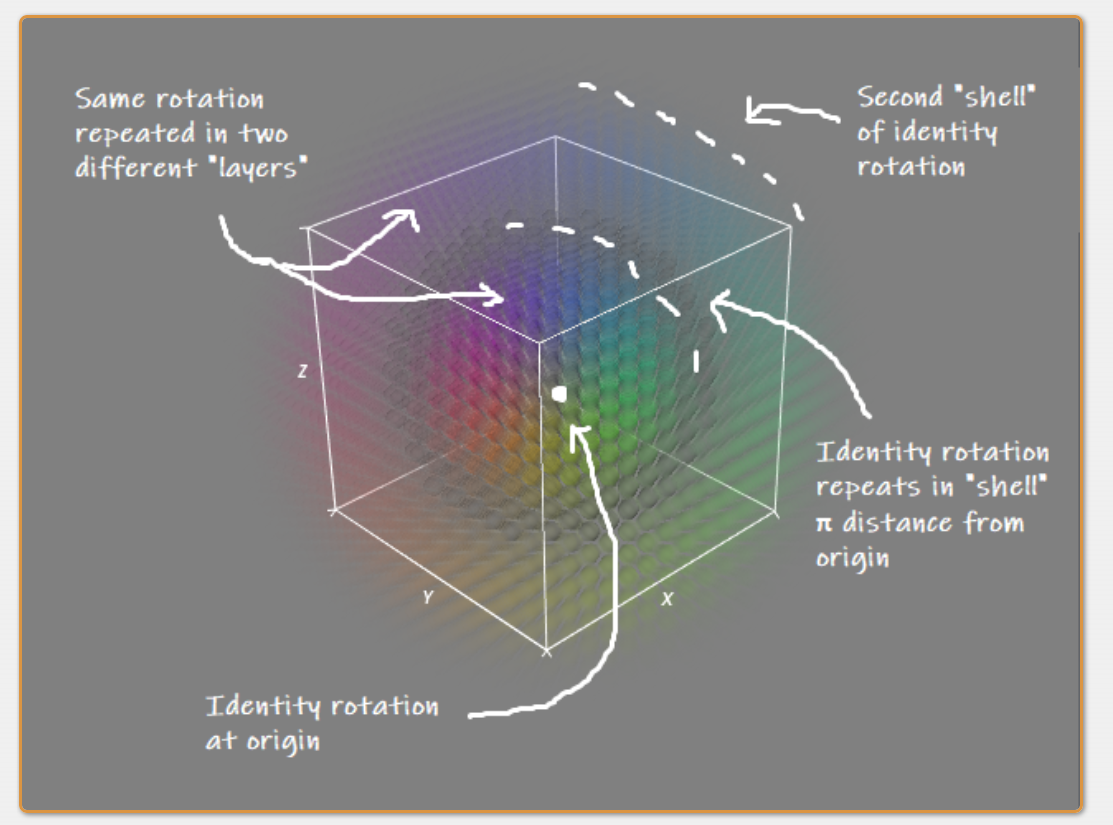 Same rotation
repeated in two
different "layers"
Second "shell"
of identity
rotation
Z
Identity rotation
repeats in "shell"
π distance from
origin
Y
X
Identity rotation
at origin